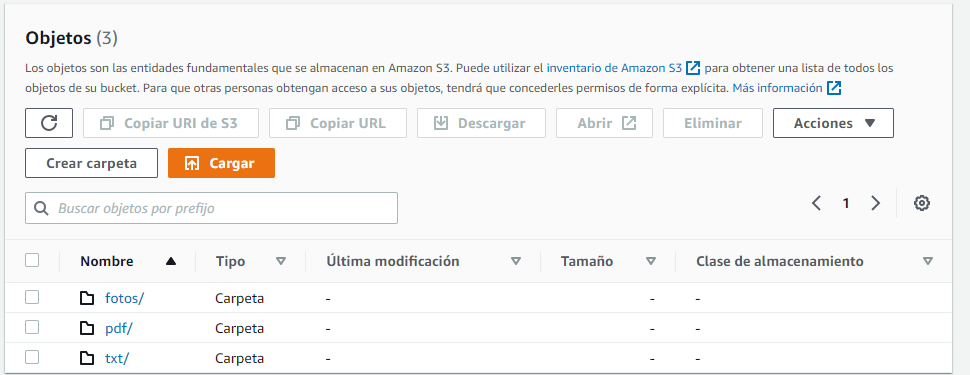 Objetos (3)
Los objetos son las entidades fundamentales que se almacenan en Amazon S3. Puede utilizar el inventario de Amazon S3 para obtener una lista de todos los
objetos de su bucket. Para que otras personas obtengan acceso a sus objetos, tendrá que concederles permisos de forma explícita. Más información
Copiar URI de S3 Copiar URL Descargar Abrir Eliminar Acciones
Crear carpeta Cargar
Buscar objetos por prefijo 1
Nombre Tipo Última modificación Tamaño Clase de almacenamiento
fotos/ Carpeta - - -
pdf/ Carpeta - - -
txt/ Carpeta - - -